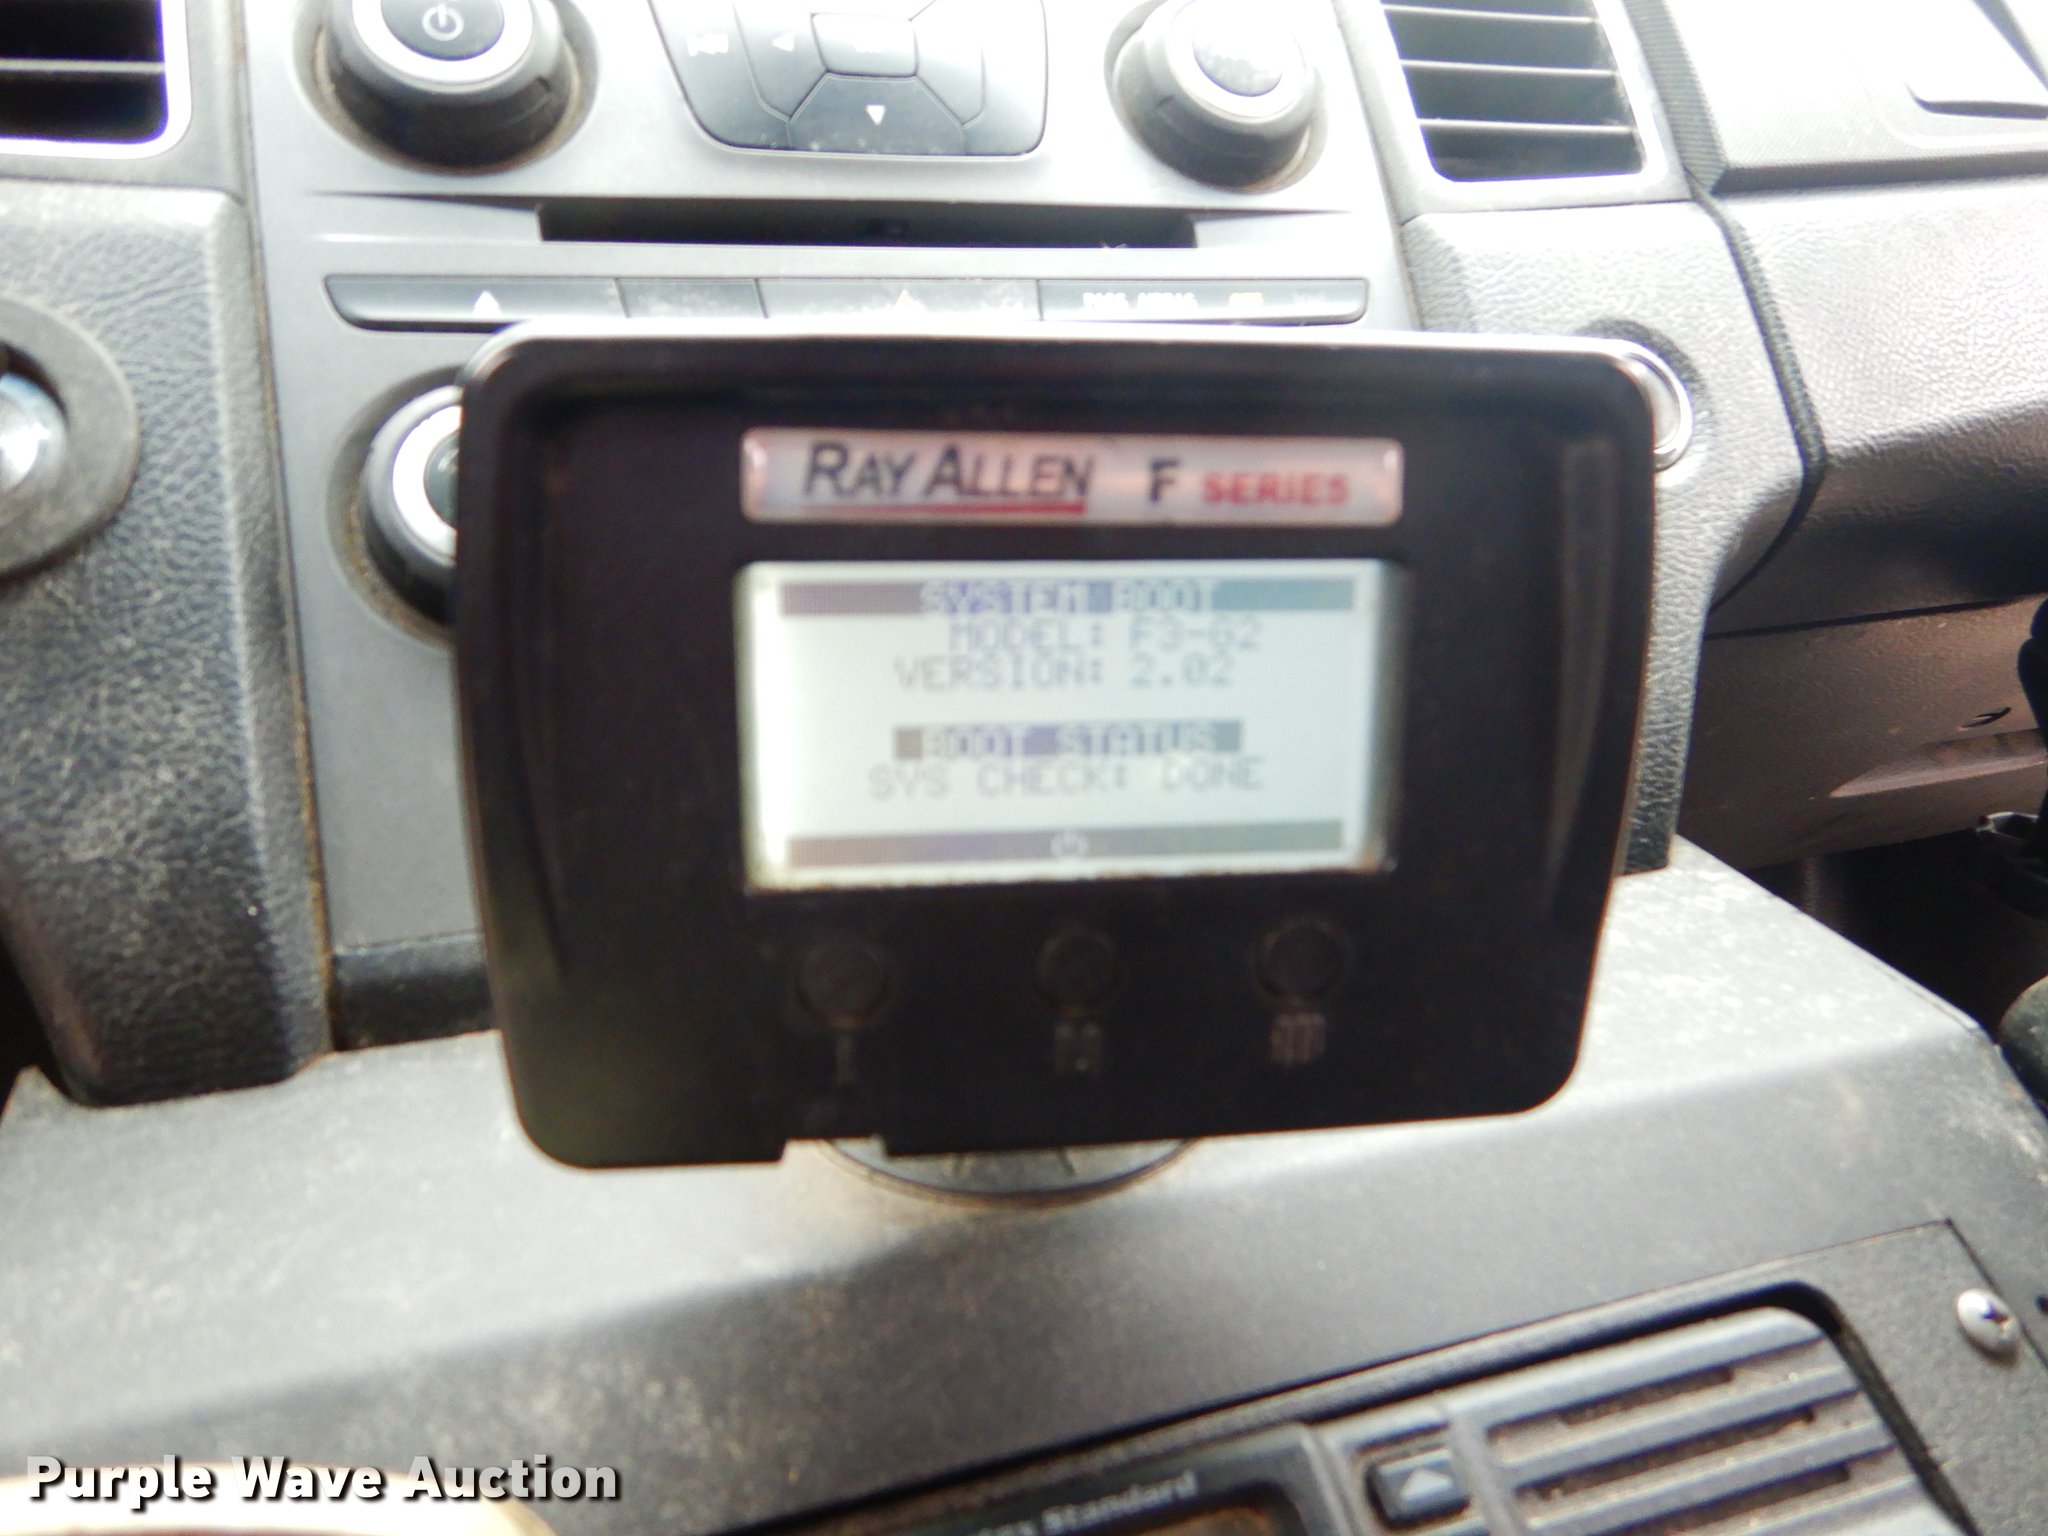 RAY ALLEN F SERIES
SYSTEM BOOT
MODEL: F3-G2
VERSION: 2.02
BOOT STATUS
SYS CHECK: DONE
Standard
Purple Wave Auction